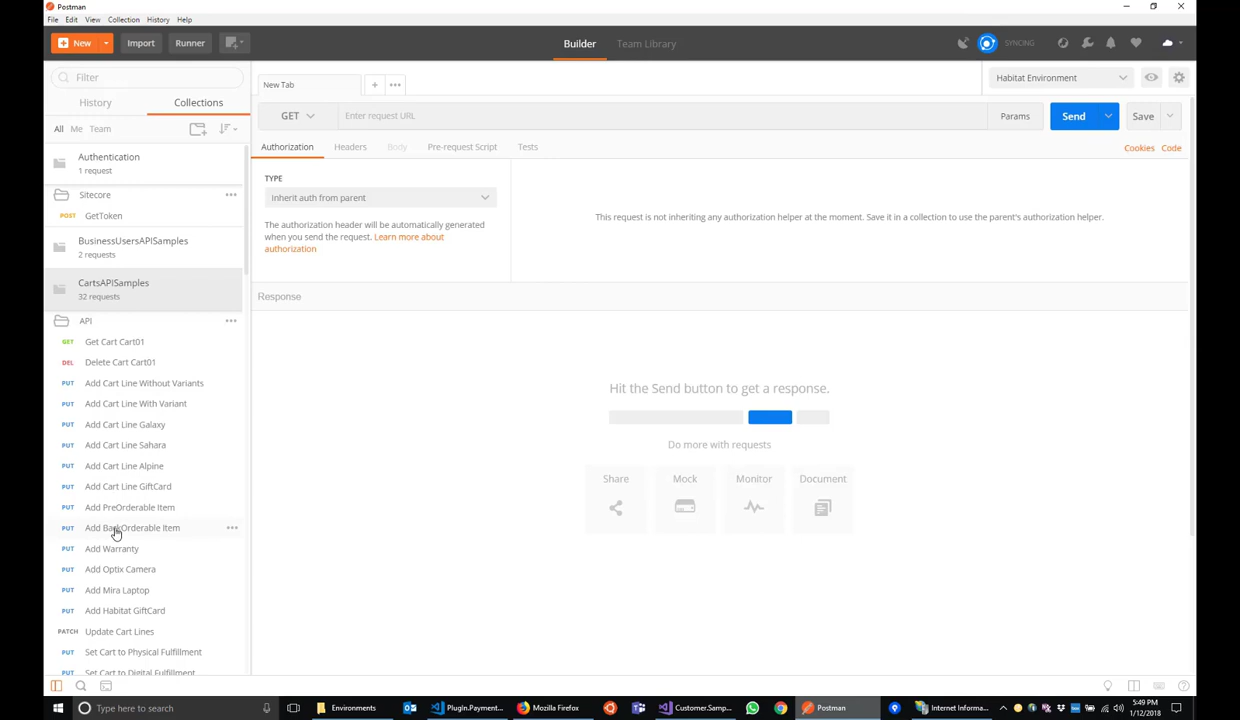 Postman
File Edit View Collection History Help
New Import Runner Builder Team Library SYNCING
Filter
History Collections
All Me Team
Authentication
1 request
Sitecore
POST GetToken
BusinessUsersAPISamples
2 requests
CartsAPISamples
32 requests
API
GET Get Cart Cart01
DEL Delete Cart Cart01
PUT Add Cart Line Without Variants
PUT Add Cart Line With Variant
PUT Add Cart Line Galaxy
PUT Add Cart Line Sahara
PUT Add Cart Line Alpine
PUT Add Cart Line GiftCard
PUT Add PreOrderable Item
PUT Add BackOrderable Item
PUT Add Warranty
PUT Add Optix Camera
PUT Add Mira Laptop
PUT Add Habitat GiftCard
PATCH Update Cart Lines
PUT Set Cart to Physical Fulfillment
PUT Set Cart to Digital Fulfillment
New Tab
Habitat Environment
GET Enter request URL Params Send Save
Authorization Headers Body Pre-request Script Tests Cookies Code
TYPE
Inherit auth from parent
The authorization header will be automatically generated
when you send the request. Learn more about
authorization
This request is not inheriting any authorization helper at the moment. Save it in a collection to use the parent's authorization helper.
Response
Hit the Send button to get a response.
Do more with requests
Share Mock Monitor Document
Type here to search
Environments
Plugin.Payment...
Mozilla Firefox
Customer.Samp...
Postman
Internet Informa...
5:49 PM
1/12/2018